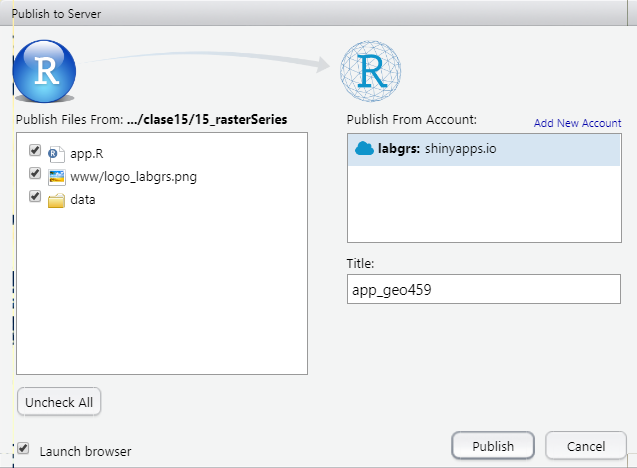 Publish to Server
R
R
Publish Files From: .../clase15/15_rasterSeries
app.R
www/logo_labgrs.png
data
Uncheck All
Launch browser
Publish From Account:
Add New Account
labgrs: shinyapps.io
Title:
app_geo459
Publish
Cancel